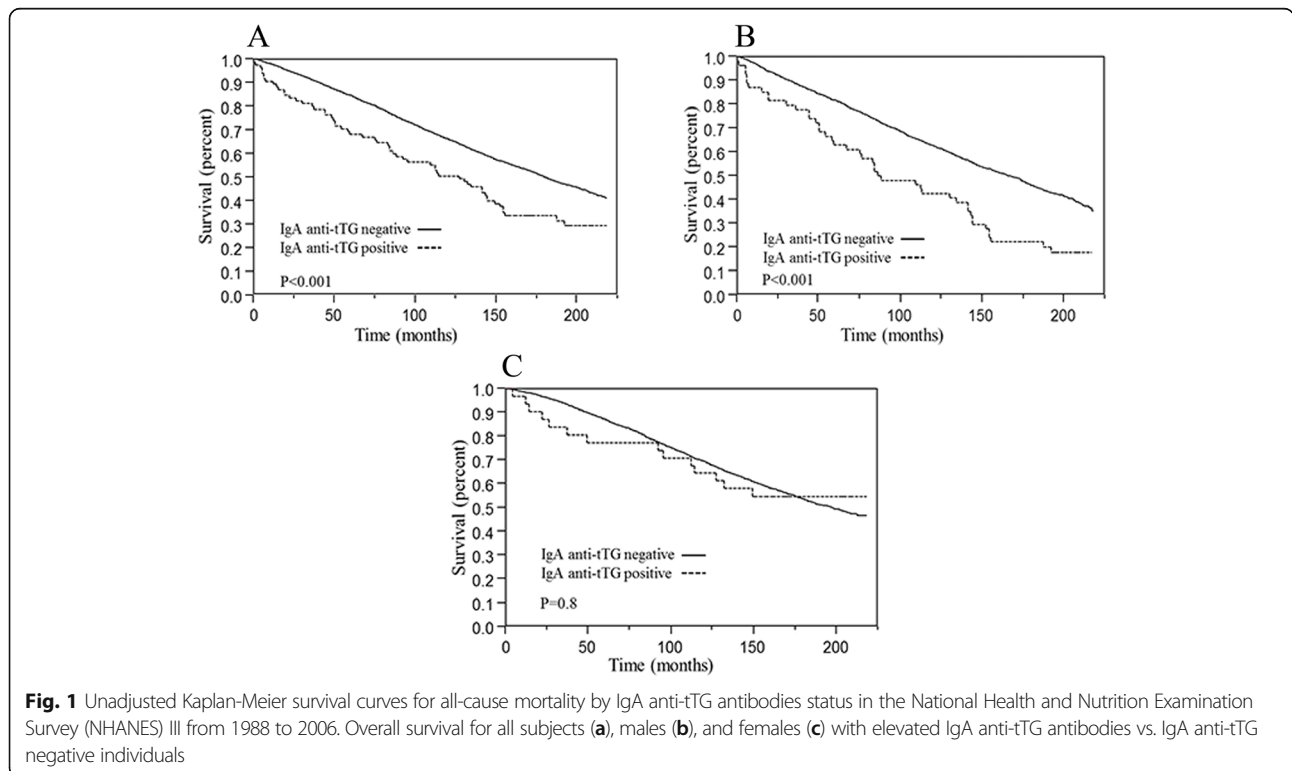 A
1.0
0.9
0.8
0.7
0.6
0.5
0.4
0.3
0.2
0.1
0.0
Survival (percent)
IgA anti-tTG negative
IgA anti-tTG positive
P<0.001
0 50 100 150 200
Time (months)
B
1.0
0.9
0.8
0.7
0.6
0.5
0.4
0.3
0.2
0.1
0.0
Survival (percent)
IgA anti-tTG negative
IgA anti-tTG positive
P<0.001
0 50 100 150 200
Time (months)
C
1.0
0.9
0.8
0.7
0.6
0.5
0.4
0.3
0.2
0.1
0.0
Survival (percent)
IgA anti-tTG negative
IgA anti-tTG positive
P=0.8
0 50 100 150 200
Time (months)
Fig. 1 Unadjusted Kaplan-Meier survival curves for all-cause mortality by IgA anti-tTG antibodies status in the National Health and Nutrition Examination
Survey (NHANES) III from 1988 to 2006. Overall survival for all subjects (a), males (b), and females (c) with elevated IgA anti-tTG antibodies vs. IgA anti-tTG
negative individuals